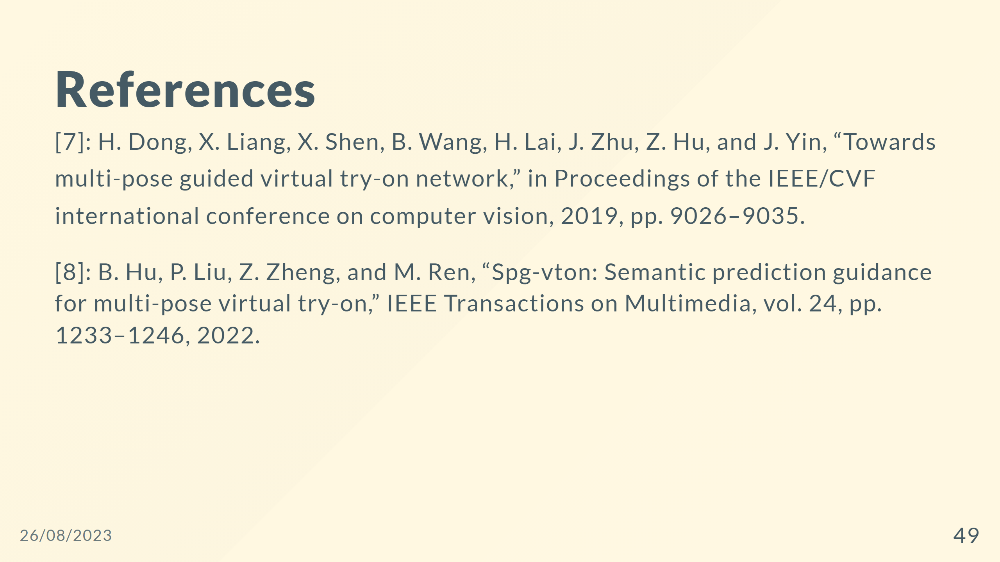 References
[7]: H. Dong, X. Liang, X. Shen, B. Wang, H. Lai, J. Zhu, Z. Hu, and J. Yin, “Towards
multi-pose guided virtual try-on network,” in Proceedings of the IEEE/CVF
international conference on computer vision, 2019, pp. 9026–9035.
[8]: B. Hu, P. Liu, Z. Zheng, and M. Ren, “Spg-vton: Semantic prediction guidance
for multi-pose virtual try-on,” IEEE Transactions on Multimedia, vol. 24, pp.
1233–1246, 2022.
26/08/2023
49